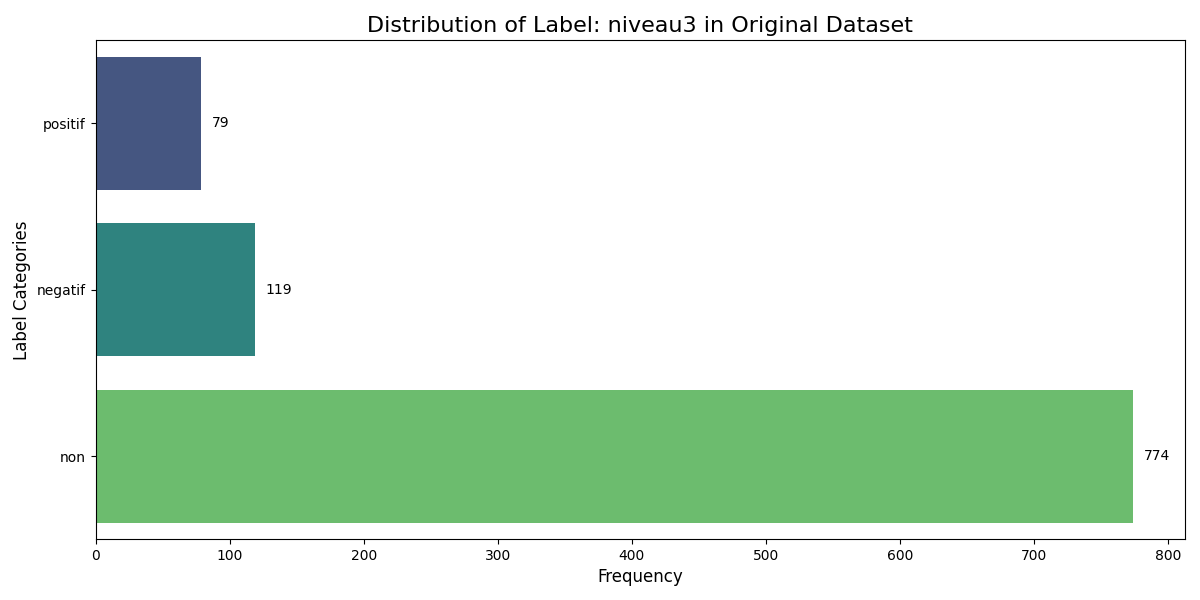 Distribution of Label: niveau3 in Original Dataset
positif
79
negatif
119
non
774
Label Categories
0 100 200 300 400 500 600 700 800
Frequency